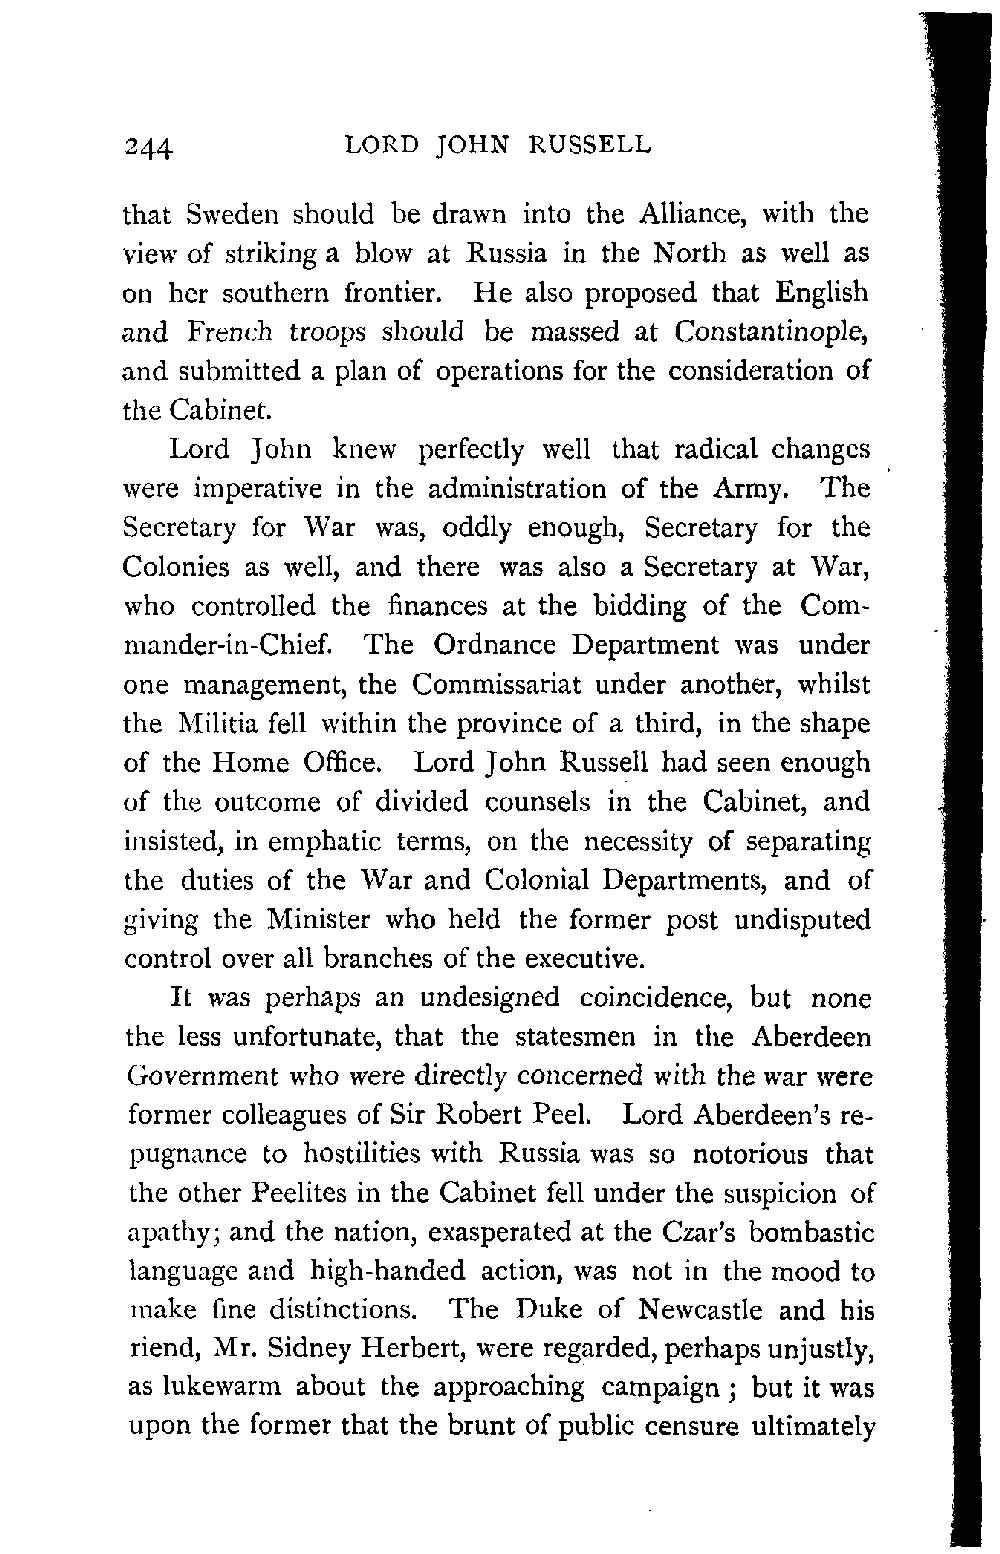 244 LORD JOHN RUSSELL
that Sweden should be drawn into the Alliance, with the
view of striking a blow at Russia in the North as well as
on her southern frontier. He also proposed that English
and French troops should be massed at Constantinople,
and submitted a plan of operations for the consideration of
the Cabinet.
Lord John knew perfectly well that radical changes
were imperative in the administration of the Army. The
Secretary for War was, oddly enough, Secretary for the
Colonies as well, and there was also a Secretary at War,
who controlled the finances at the bidding of the Com-
mander-in-Chief. The Ordnance Department was under
one management, the Commissariat under another, whilst
the Militia fell within the province of a third, in the shape
of the Home Office. Lord John Russell had seen enough
of the outcome of divided counsels in the Cabinet, and
insisted, in emphatic terms, on the necessity of separating
the duties of the War and Colonial Departments, and of
giving the Minister who held the former post undisputed
control over all branches of the executive.
It was perhaps an undesigned coincidence, but none
the less unfortunate, that the statesmen in the Aberdeen
Government who were directly concerned with the war were
former colleagues of Sir Robert Peel. Lord Aberdeen's re-
pugnance to hostilities with Russia was so notorious that
the other Peelites in the Cabinet fell under the suspicion of
apathy; and the nation, exasperated at the Czar's bombastic
language and high-handed action, was not in the mood to
make fine distinctions. The Duke of Newcastle and his
riend, Mr. Sidney Herbert, were regarded, perhaps unjustly,
as lukewarm about the approaching campaign ; but it was
upon the former that the brunt of public censure ultimately